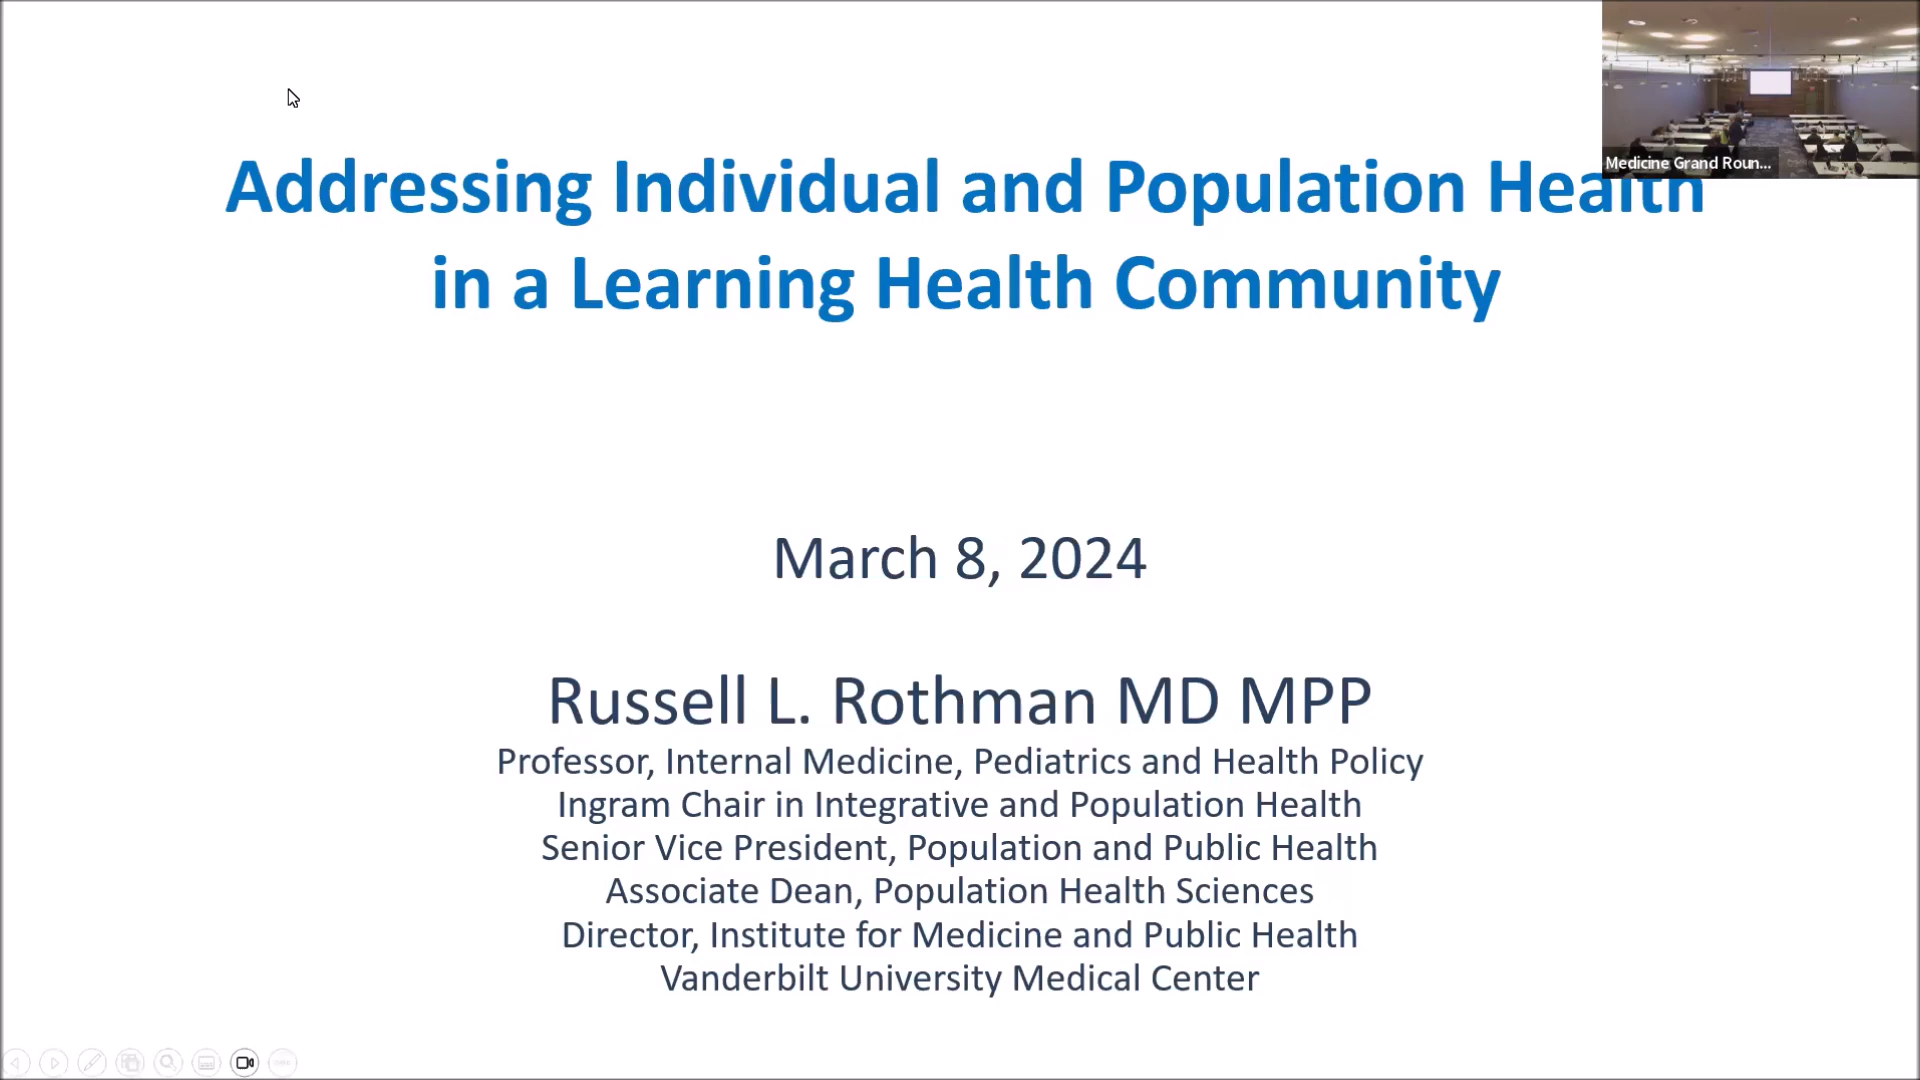 Medicine Grand Roun...
Addressing Individual and Population Health
in a Learning Health Community
March 8, 2024
Russell L. Rothman MD MPP
Professor, Internal Medicine, Pediatrics and Health Policy
Ingram Chair in Integrative and Population Health
Senior Vice President, Population and Public Health
Associate Dean, Population Health Sciences
Director, Institute for Medicine and Public Health
Vanderbilt University Medical Center